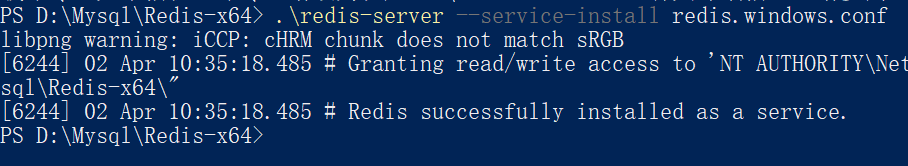 PS D:\Mysql\Redis-x64> .\redis-server --service-install redis.windows.conf
libpng warning: iCCP: cHRM chunk does not match sRGB
[6244] 02 Apr 10:35:18.485 # Granting read/write access to 'NT AUTHORITY\Net
sql\Redis-x64\"
[6244] 02 Apr 10:35:18.485 # Redis successfully installed as a service.
PS D:\Mysql\Redis-x64>